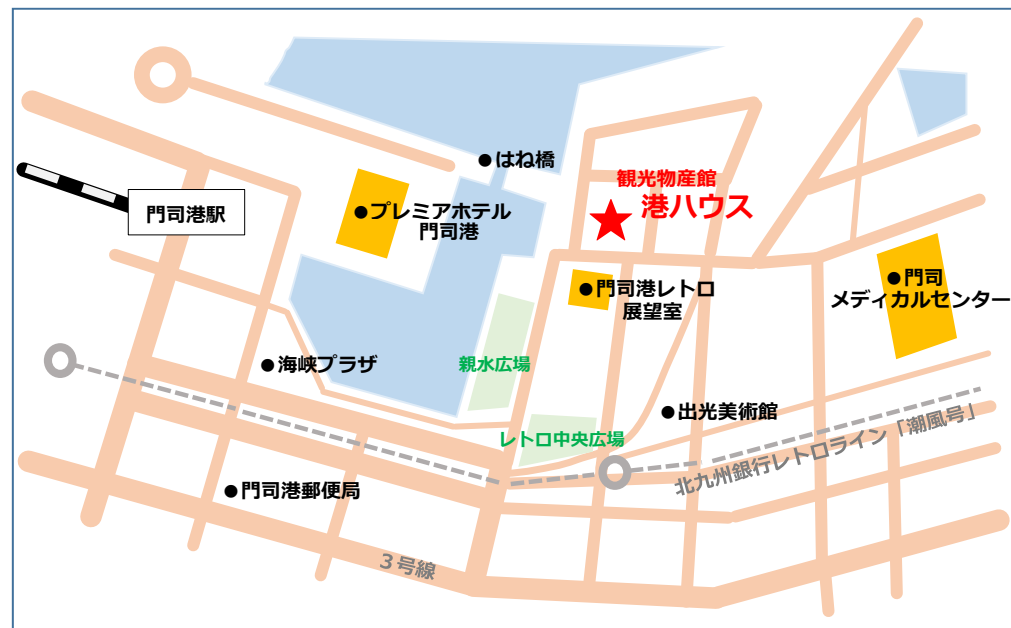 ●はね橋
観光物産館
港ハウス
門司港駅
●プレミアホテル
門司港
●門司港レトロ
展望室
●門司
メディカルセンター
●海峡プラザ
親水広場
●出光美術館
レトロ中央広場
北九州銀行レトロライン「潮風号」
●門司港郵便局
３号線